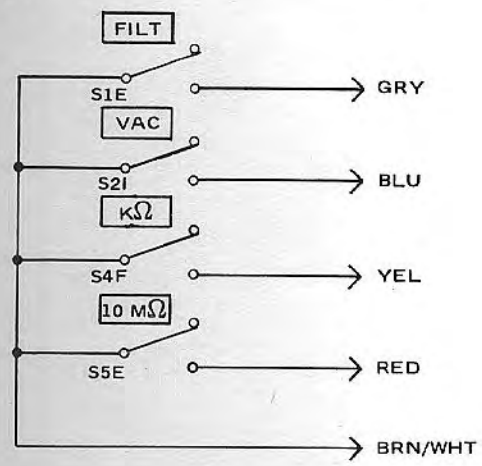 FILT
S1E
GRY
VAC
S2I
BLU
KΩ
S4F
YEL
10 MΩ
S5E
RED
BRN/WHT